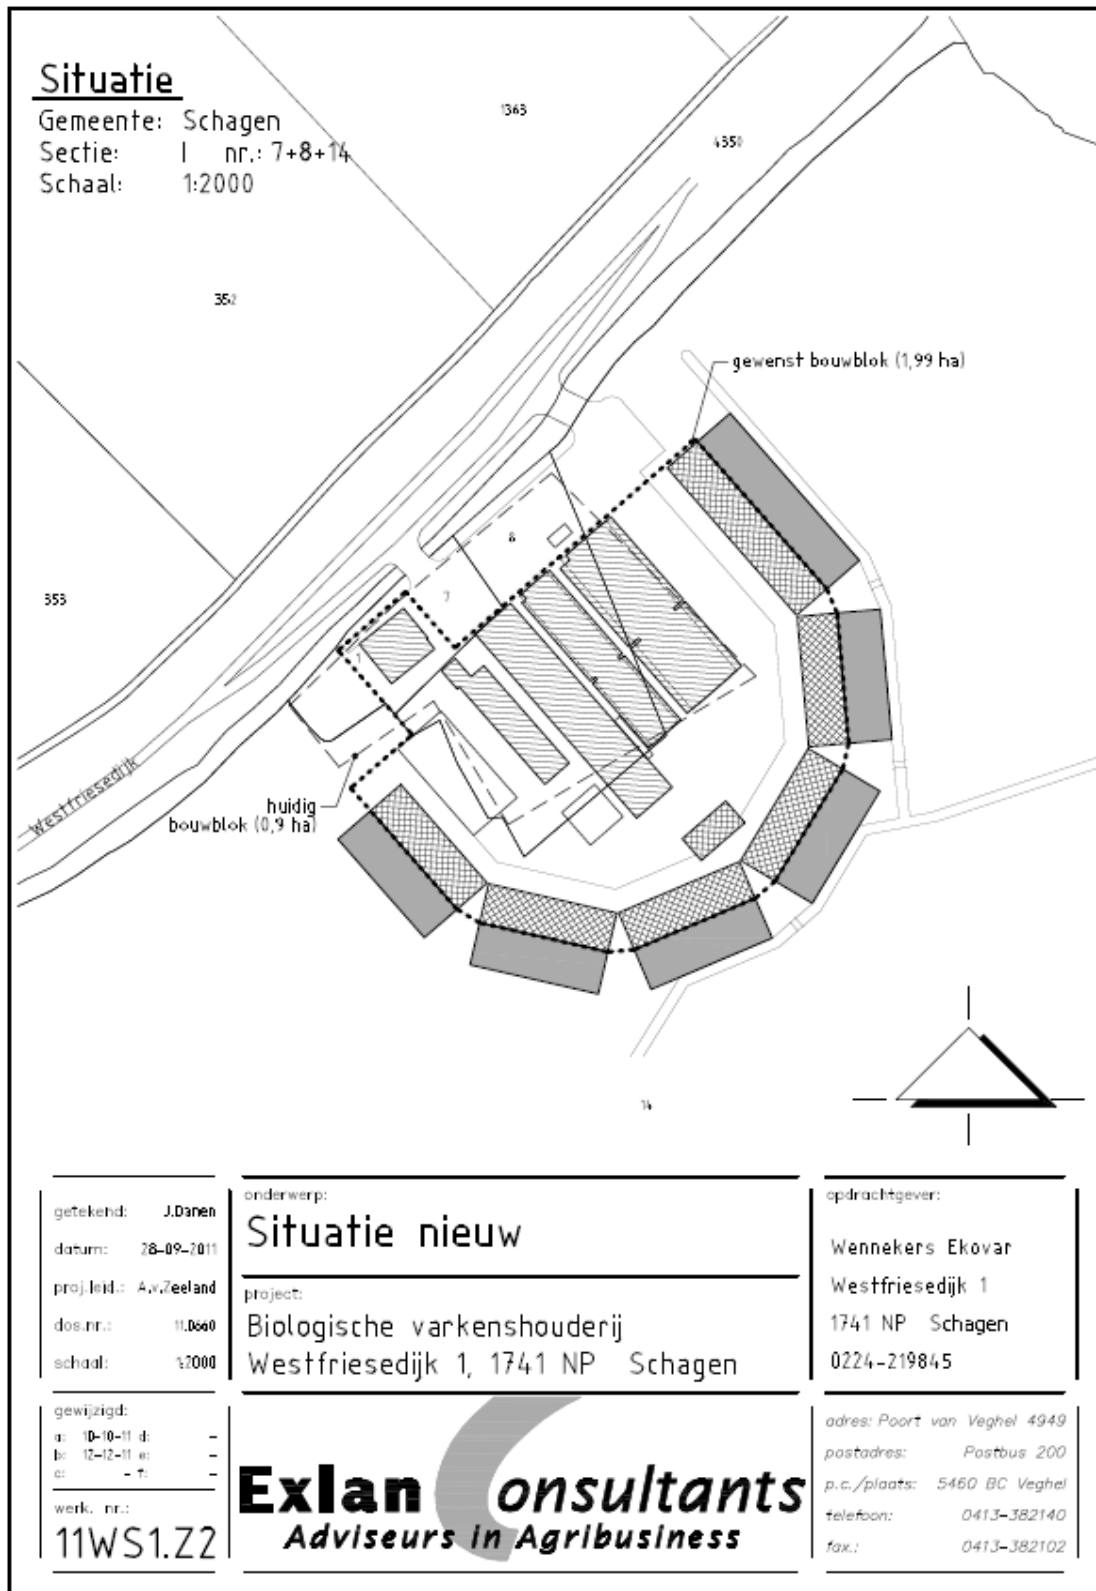 Situatie
Gemeente: Schagen
Sectie: I nr.: 7+8+14
Schaal: 1:2000
1363
4350
352
gewenst bouwblok (1,99 ha)
8
7
353
7
Westfriesedijk
huidig
bouwblok (0,9 ha)
14
getekend: J.Danen
datum: 28-09-2011
proj.leid.: A.v.Zeeland
dos.nr.: 11.0660
schaal: 1:2000
gewijzigd:
a: 10-10-11 d: -
b: 12-12-11 e: -
c: - f: -
werk. nr.:
11WS1.Z2
onderwerp:
Situatie nieuw
project:
Biologische varkenshouderij
Westfriesedijk 1, 1741 NP Schagen
Exlan Consultants
Adviseurs in Agribusiness
opdrachtgever:
Wennekers Ekovar
Westfriesedijk 1
1741 NP Schagen
0224-219845
adres: Poort van Veghel 4949
postadres: Postbus 200
p.c./plaats: 5460 BC Veghel
telefoon: 0413-382140
fax.: 0413-382102